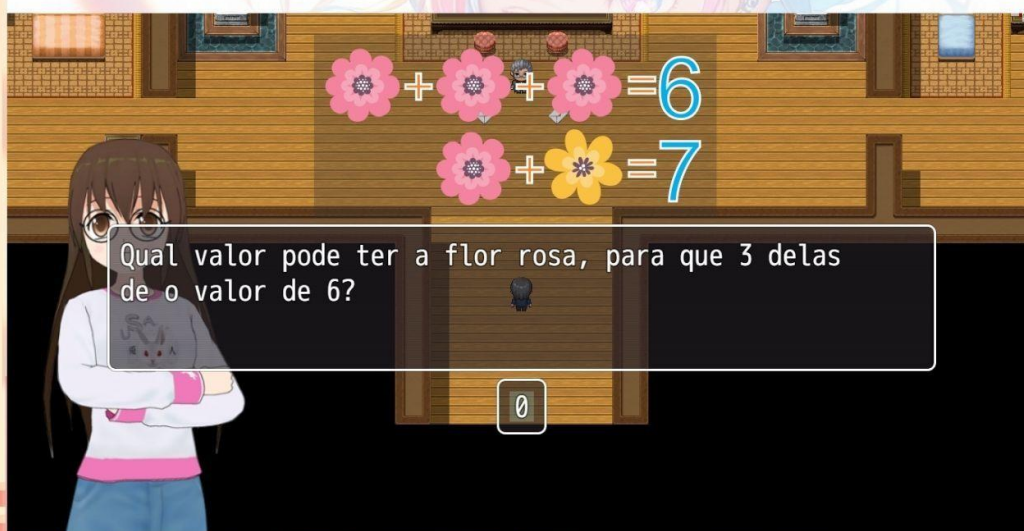 + + =6
+ =7
Qual valor pode ter a flor rosa, para que 3 delas
de o valor de 6?
0